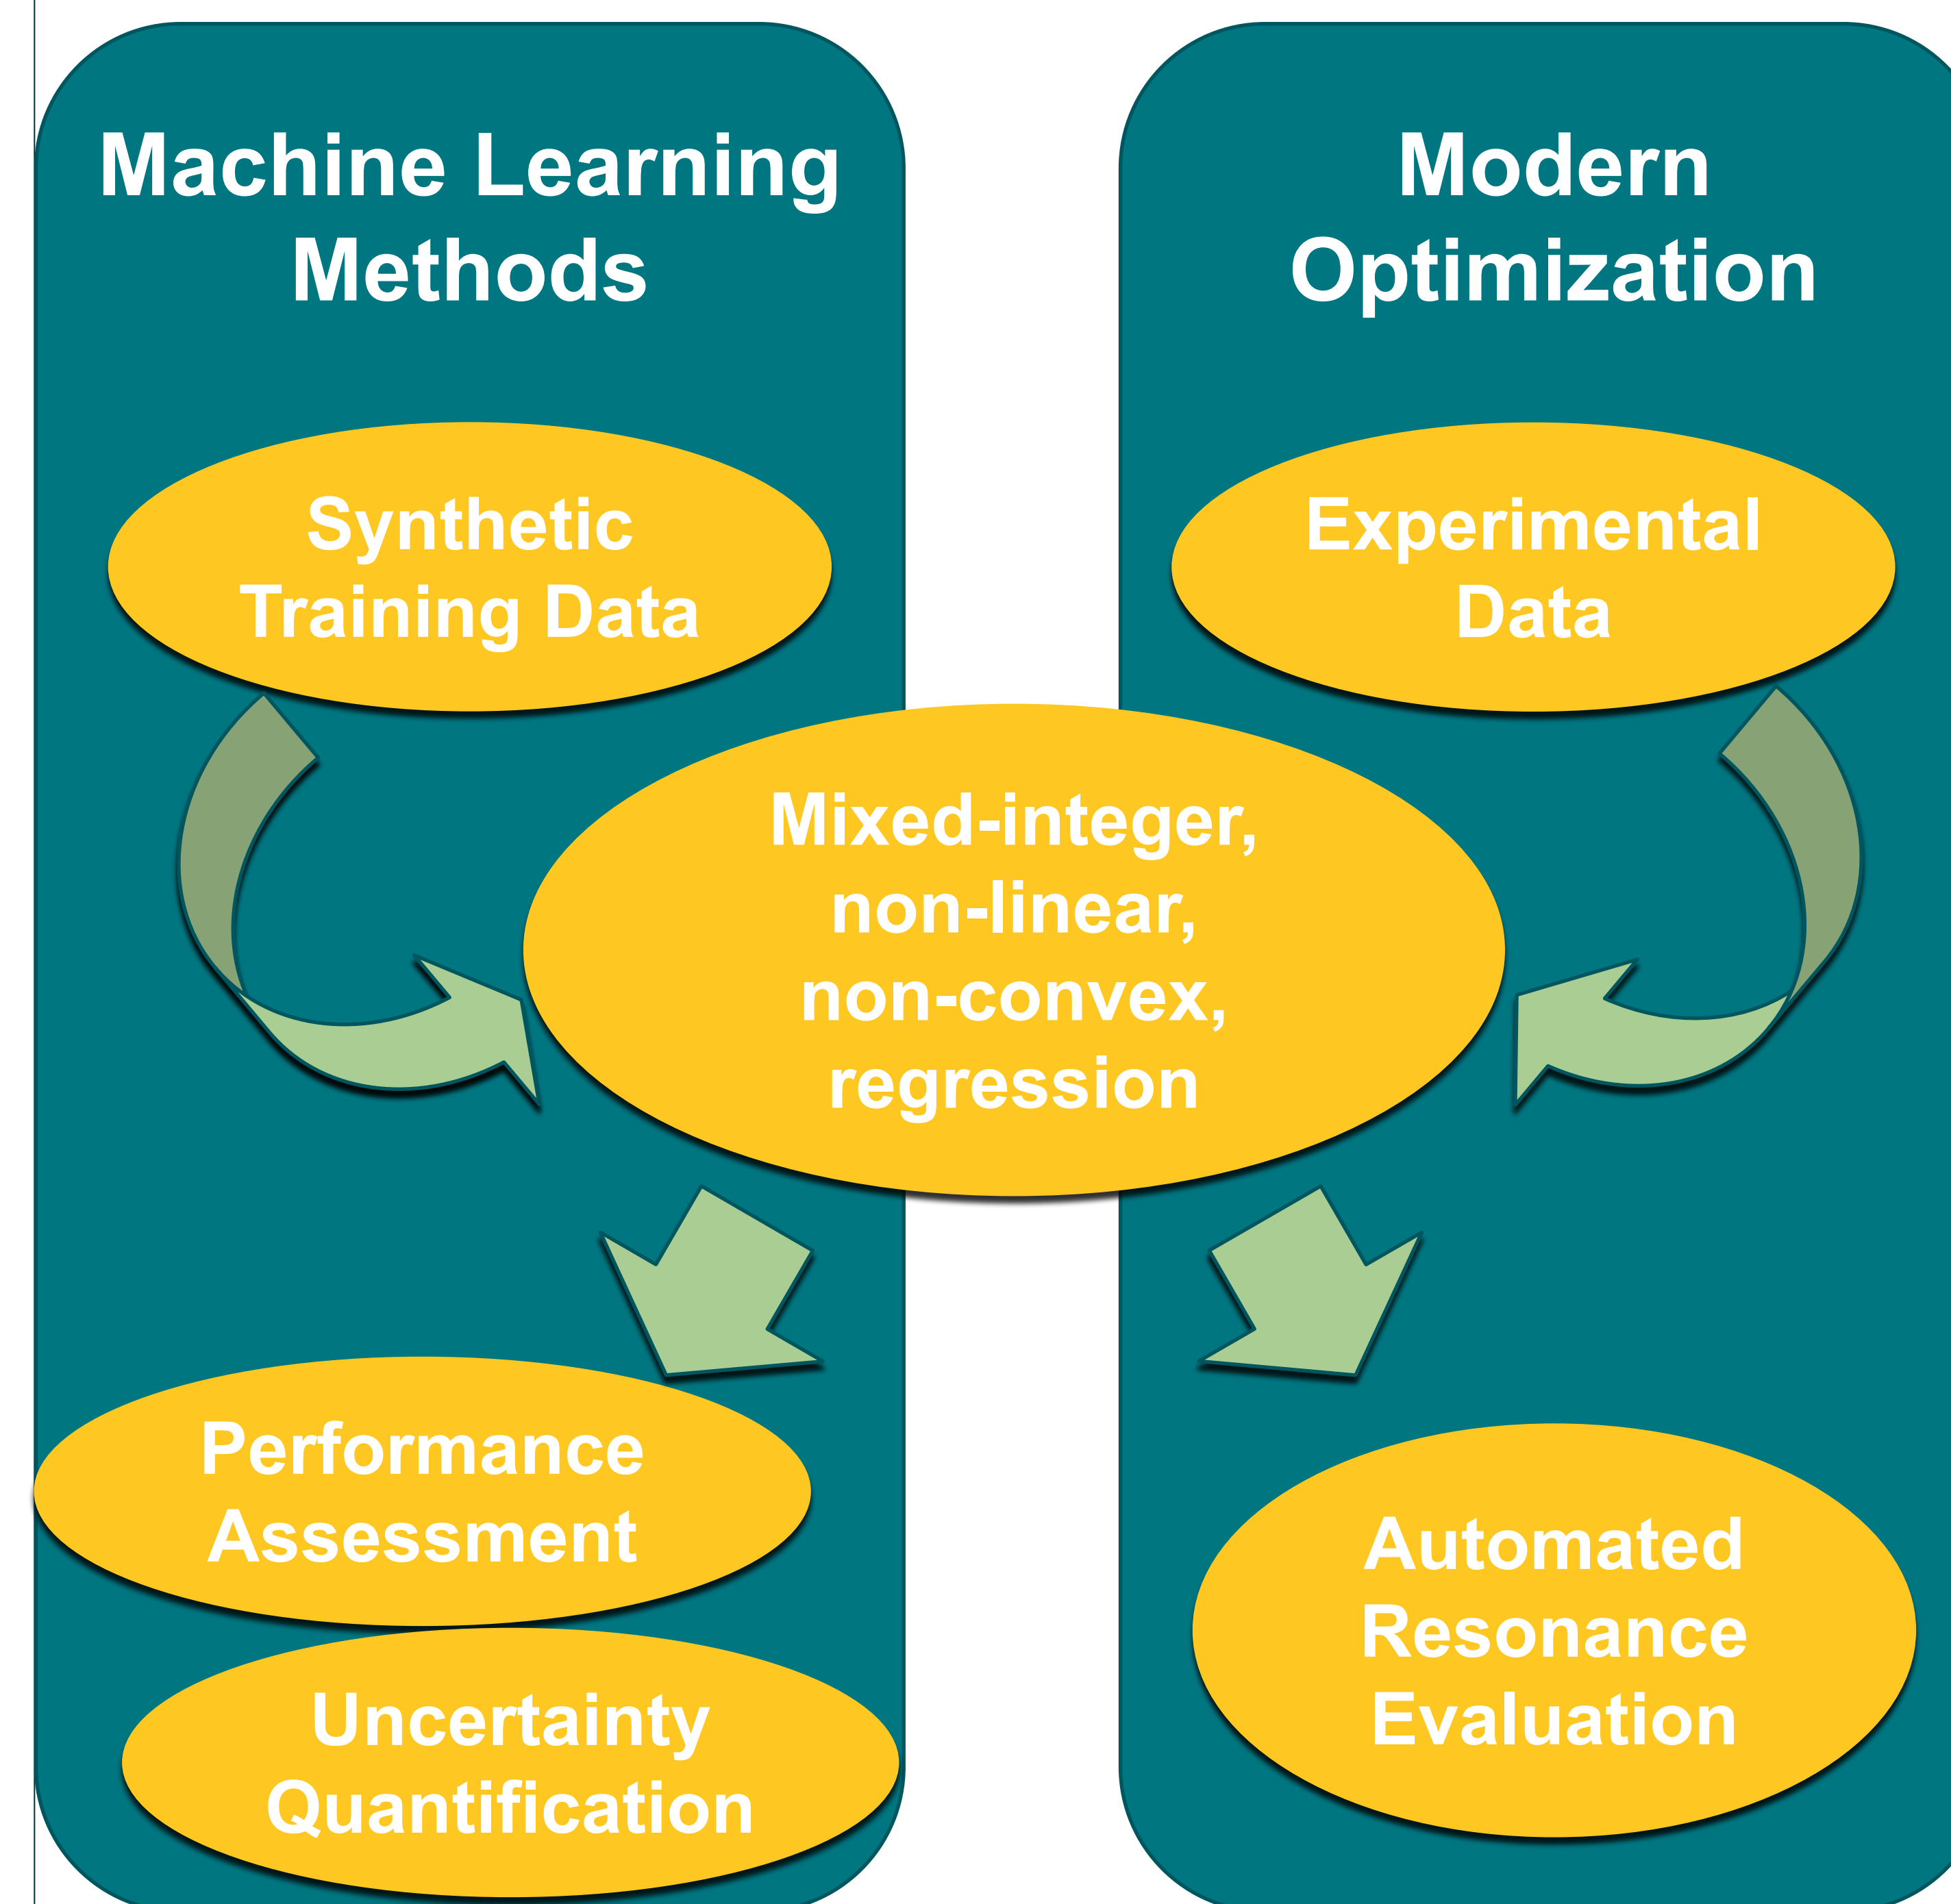 Machine Learning
Methods
Modern
Optimization
Synthetic
Training Data
Experimental
Data
Mixed-integer,
non-linear,
non-convex,
regression
Performance
Assessment
Uncertainty
Quantification
Automated
Resonance
Evaluation